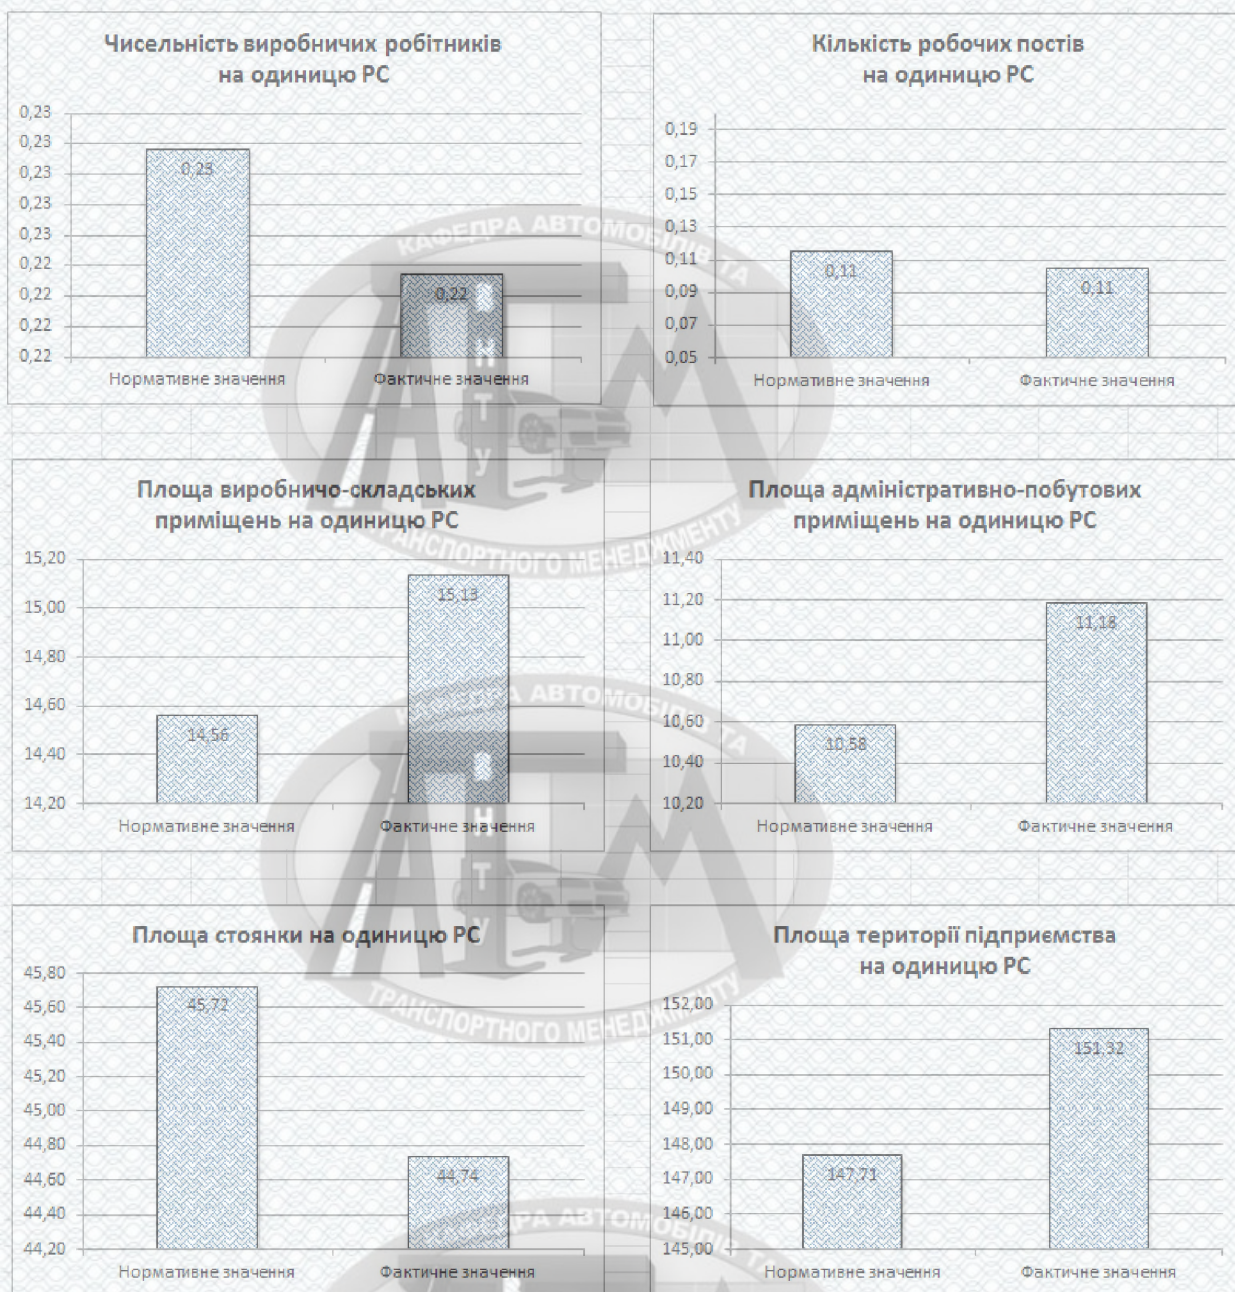 Чисельність виробничих робітників
на одиницю РС
0,23
0,23
0,23
0,23
0,23
0,22
0,22
0,22
0,22
0,23
0,22
Нормативне значення
Фактичне значення
Кількість робочих постів
на одиницю РС
0,19
0,17
0,15
0,13
0,11
0,09
0,07
0,05
0,11
0,11
Нормативне значення
Фактичне значення
Площа виробничо-складських
приміщень на одиницю РС
15,20
15,00
14,80
14,60
14,40
14,20
14,56
15,13
Нормативне значення
Фактичне значення
Площа адміністративно-побутових
приміщень на одиницю РС
11,40
11,20
11,00
10,80
10,60
10,40
10,20
10,58
11,18
Нормативне значення
Фактичне значення
Площа стоянки на одиницю РС
45,80
45,60
45,40
45,20
45,00
44,80
44,60
44,40
44,20
45,72
44,74
Нормативне значення
Фактичне значення
Площа території підприємства
на одиницю РС
152,00
151,00
150,00
149,00
148,00
147,00
146,00
145,00
147,71
151,32
Нормативне значення
Фактичне значення
КАФЕДРА АВТОМОБІЛІВ ТА
ВНТУ
ТРАНСПОРТНОГО МЕНЕДЖМЕНТУ
КАФЕДРА АВТОМОБІЛІВ ТА
ВНТУ
ТРАНСПОРТНОГО МЕНЕДЖМЕНТУ